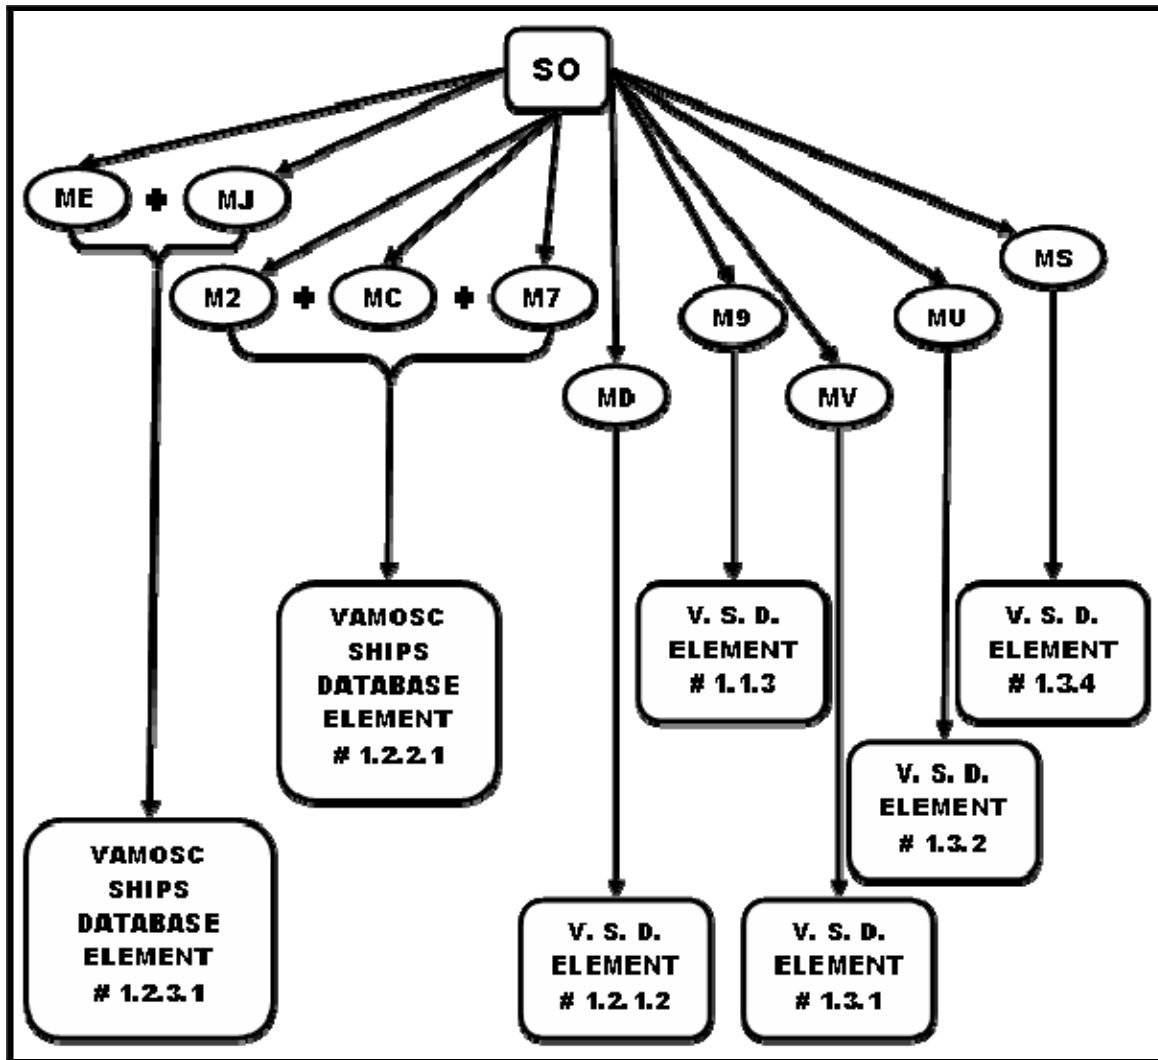 SO
ME + MJ
MS
M2 + MC + M7
M9
MU
MD
MV
VAMOSC
SHIPS
DATABASE
ELEMENT
# 1.2.2.1
V. S. D.
ELEMENT
# 1.1.3
V. S. D.
ELEMENT
# 1.3.4
V. S. D.
ELEMENT
# 1.3.2
VAMOSC
SHIPS
DATABASE
ELEMENT
# 1.2.3.1
V. S. D.
ELEMENT
# 1.2.1.2
V. S. D.
ELEMENT
# 1.3.1